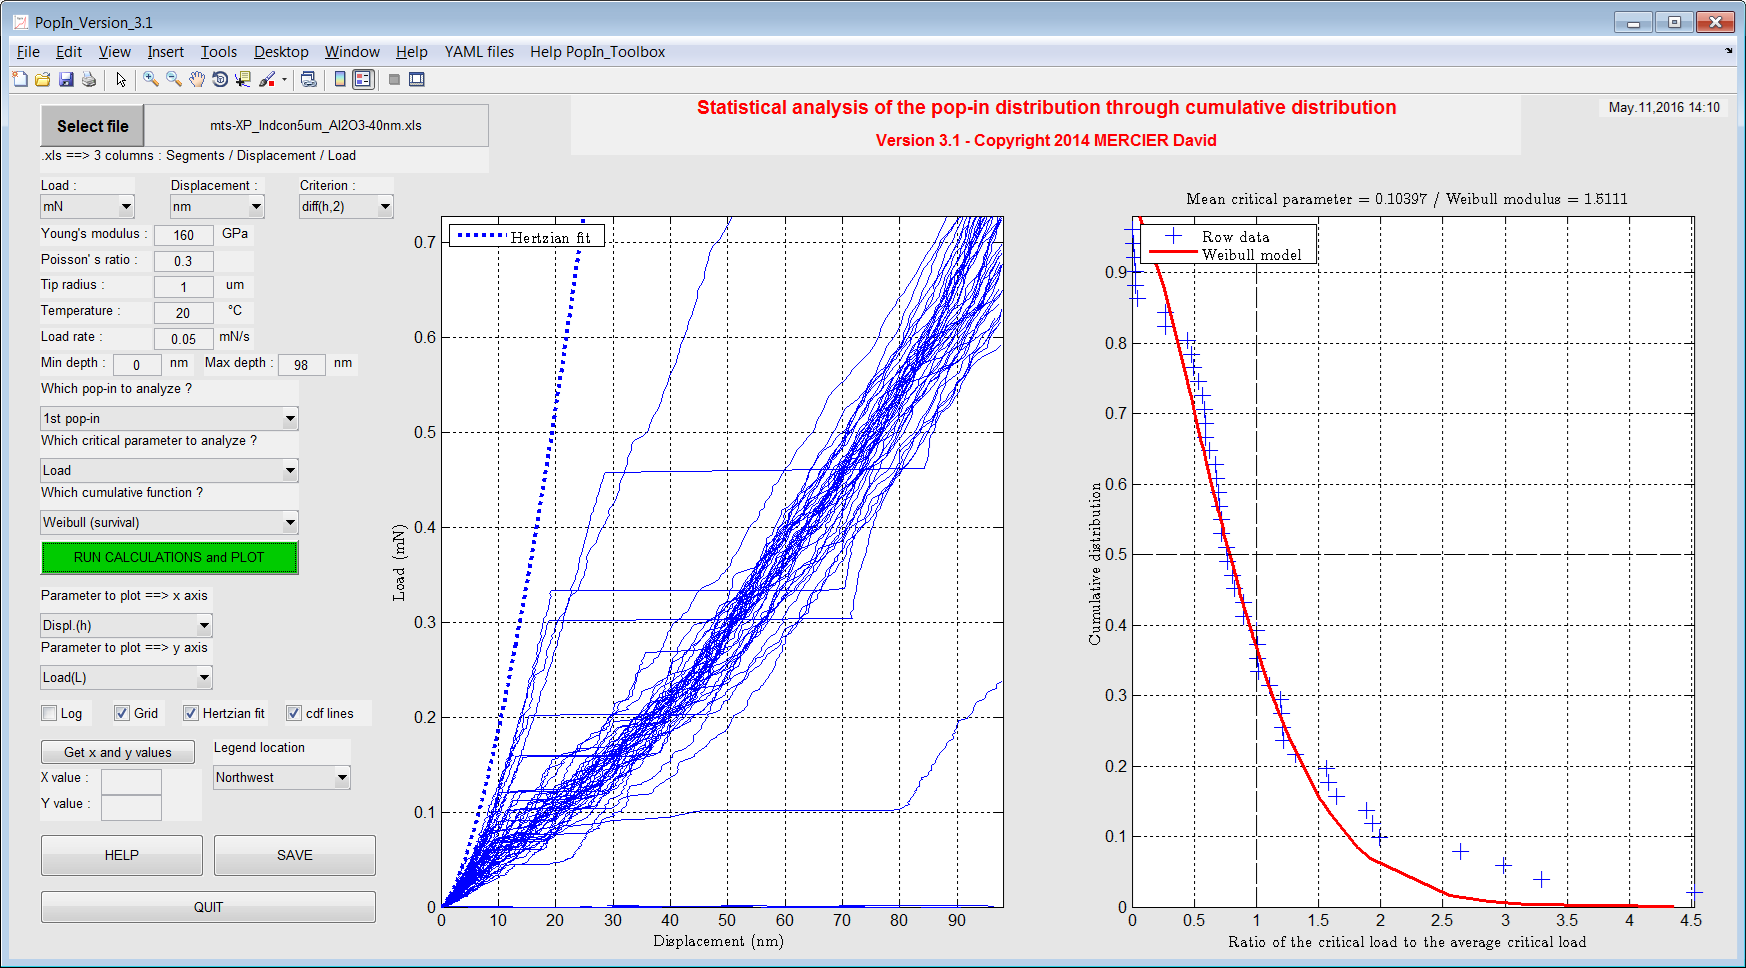 PopIn_Version_3.1
File Edit View Insert Tools Desktop Window Help YAML files Help PopIn_Toolbox
Select file
mts-XP_Indcon5um_Al2O3-40nm.xls
.xls ==> 3 columns : Segments / Displacement / Load
Statistical analysis of the pop-in distribution through cumulative distribution
Version 3.1 - Copyright 2014 MERCIER David
May.11,2016 14:10
Load : Displacement : Criterion :
mN nm diff(h,2)
Young's modulus : 160 GPa
Poisson' s ratio : 0.3
Tip radius : 1 um
Temperature : 20 °C
Load rate : 0.05 mN/s
Min depth : 0 nm Max depth : 98 nm
Which pop-in to analyze ?
1st pop-in
Which critical parameter to analyze ?
Load
Which cumulative function ?
Weibull (survival)
RUN CALCULATIONS and PLOT
Parameter to plot ==> x axis
Displ.(h)
Parameter to plot ==> y axis
Load(L)
Log Grid Hertzian fit cdf lines
Get x and y values
Legend location
X value :
Northwest
Y value :
HELP SAVE
QUIT
Hertzian fit
0.7
0.6
0.5
0.4
0.3
0.2
0.1
0
Load (mN)
0 10 20 30 40 50 60 70 80 90
Displacement (nm)
Mean critical parameter = 0.10397 / Weibull modulus = 1.5111
Row data
Weibull model
0.9
0.8
0.7
0.6
0.5
0.4
0.3
0.2
0.1
0
Cumulative distribution
0 0.5 1 1.5 2 2.5 3 3.5 4 4.5
Ratio of the critical load to the average critical load